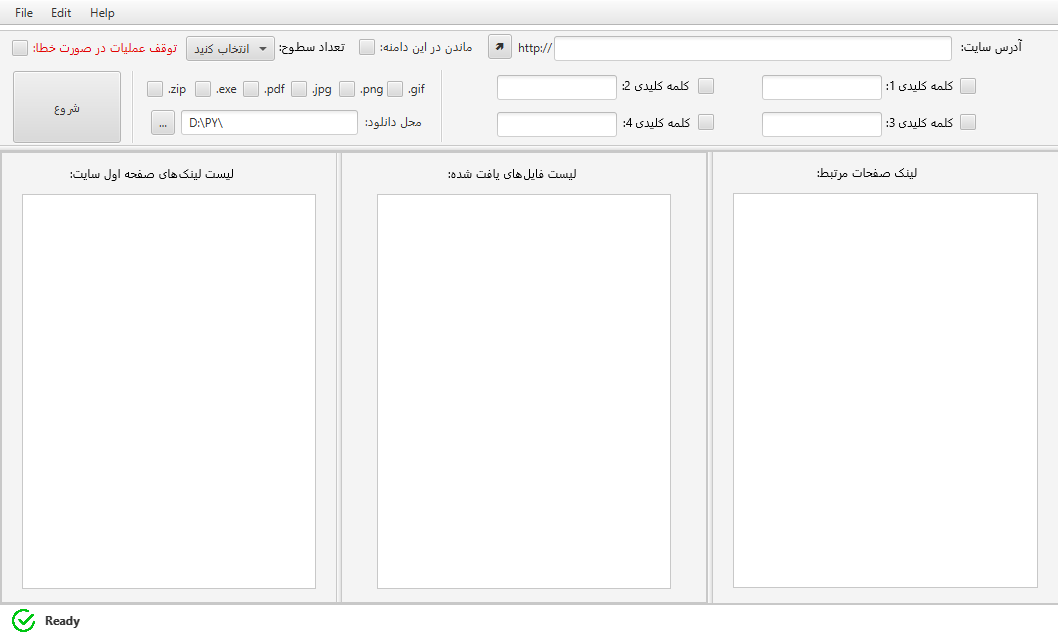 File Edit Help
آدرس سایت:
http://
ماندن در این دامنه:
تعداد سطوح:
انتخاب کنید
توقف عملیات در صورت خطا:
کلمه کلیدی 1:
کلمه کلیدی 2:
.zip .exe .pdf .jpg .png .gif
شروع
کلمه کلیدی 3:
کلمه کلیدی 4:
محل دانلود:
D:\PY\
...
لینک صفحات مرتبط:
لیست فایل‌های یافت شده:
لیست لینک‌های صفحه اول سایت:
Ready